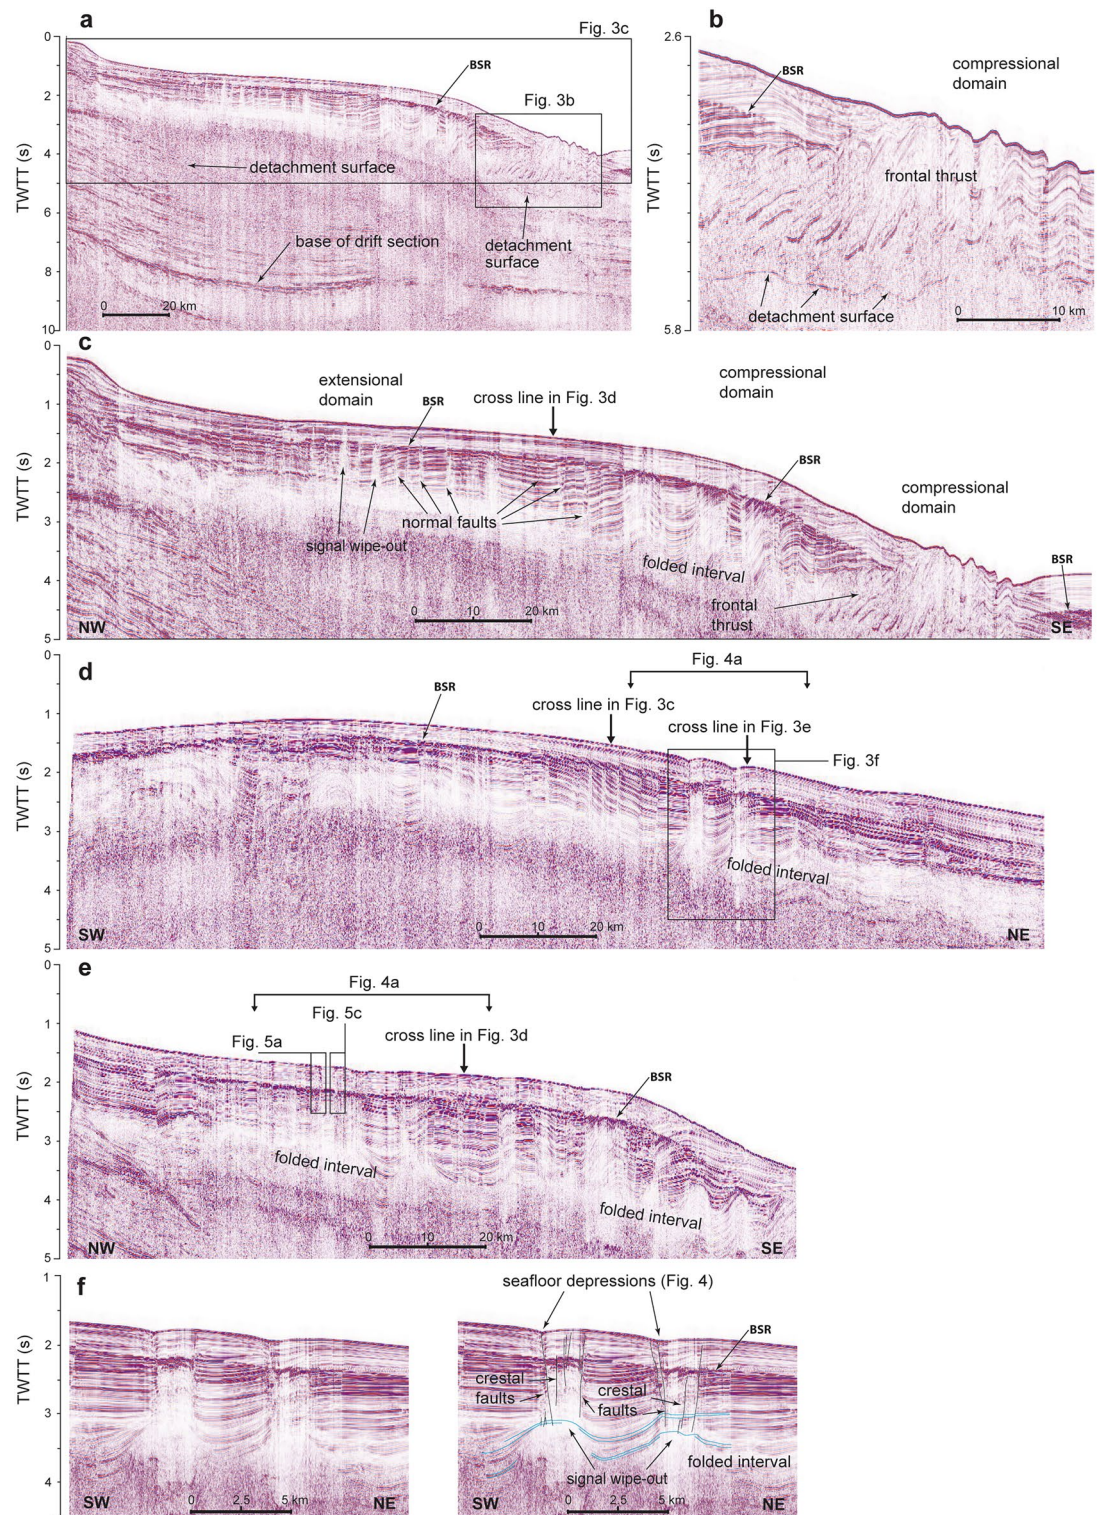 a
Fig. 3c
0
BSR
2
Fig. 3b
TWTT (s)
4
detachment surface
6
base of drift section
detachment
surface
8
0 20 km
10
b
2.6
compressional
domain
BSR
TWTT (s)
frontal thrust
detachment surface
0 10 km
5.8
c
0
extensional
domain
compressional
domain
BSR
cross line in Fig. 3d
1
BSR
2
TWTT (s)
compressional
domain
normal faults
signal wipe-out
3
BSR
folded interval
4
0 10 20 km
frontal
thrust
5
NW
SE
0
d
Fig. 4a
BSR
1
cross line in Fig. 3c
cross line in Fig. 3e
Fig. 3f
2
TWTT (s)
3
folded interval
4
0 10 20 km
SW
NE
5
0
e
Fig. 4a
Fig. 5c
1
Fig. 5a
cross line in Fig. 3d
BSR
2
TWTT (s)
3
folded interval
4
folded interval
0 10 20 km
NW
SE
5
1
f
seafloor depressions (Fig. 4)
2
BSR
TWTT (s)
crestal
faults
crestal
faults
3
folded interval
signal wipe-out
4
SW
0 2.5 5 km
NE
SW
0 2.5 5 km
NE